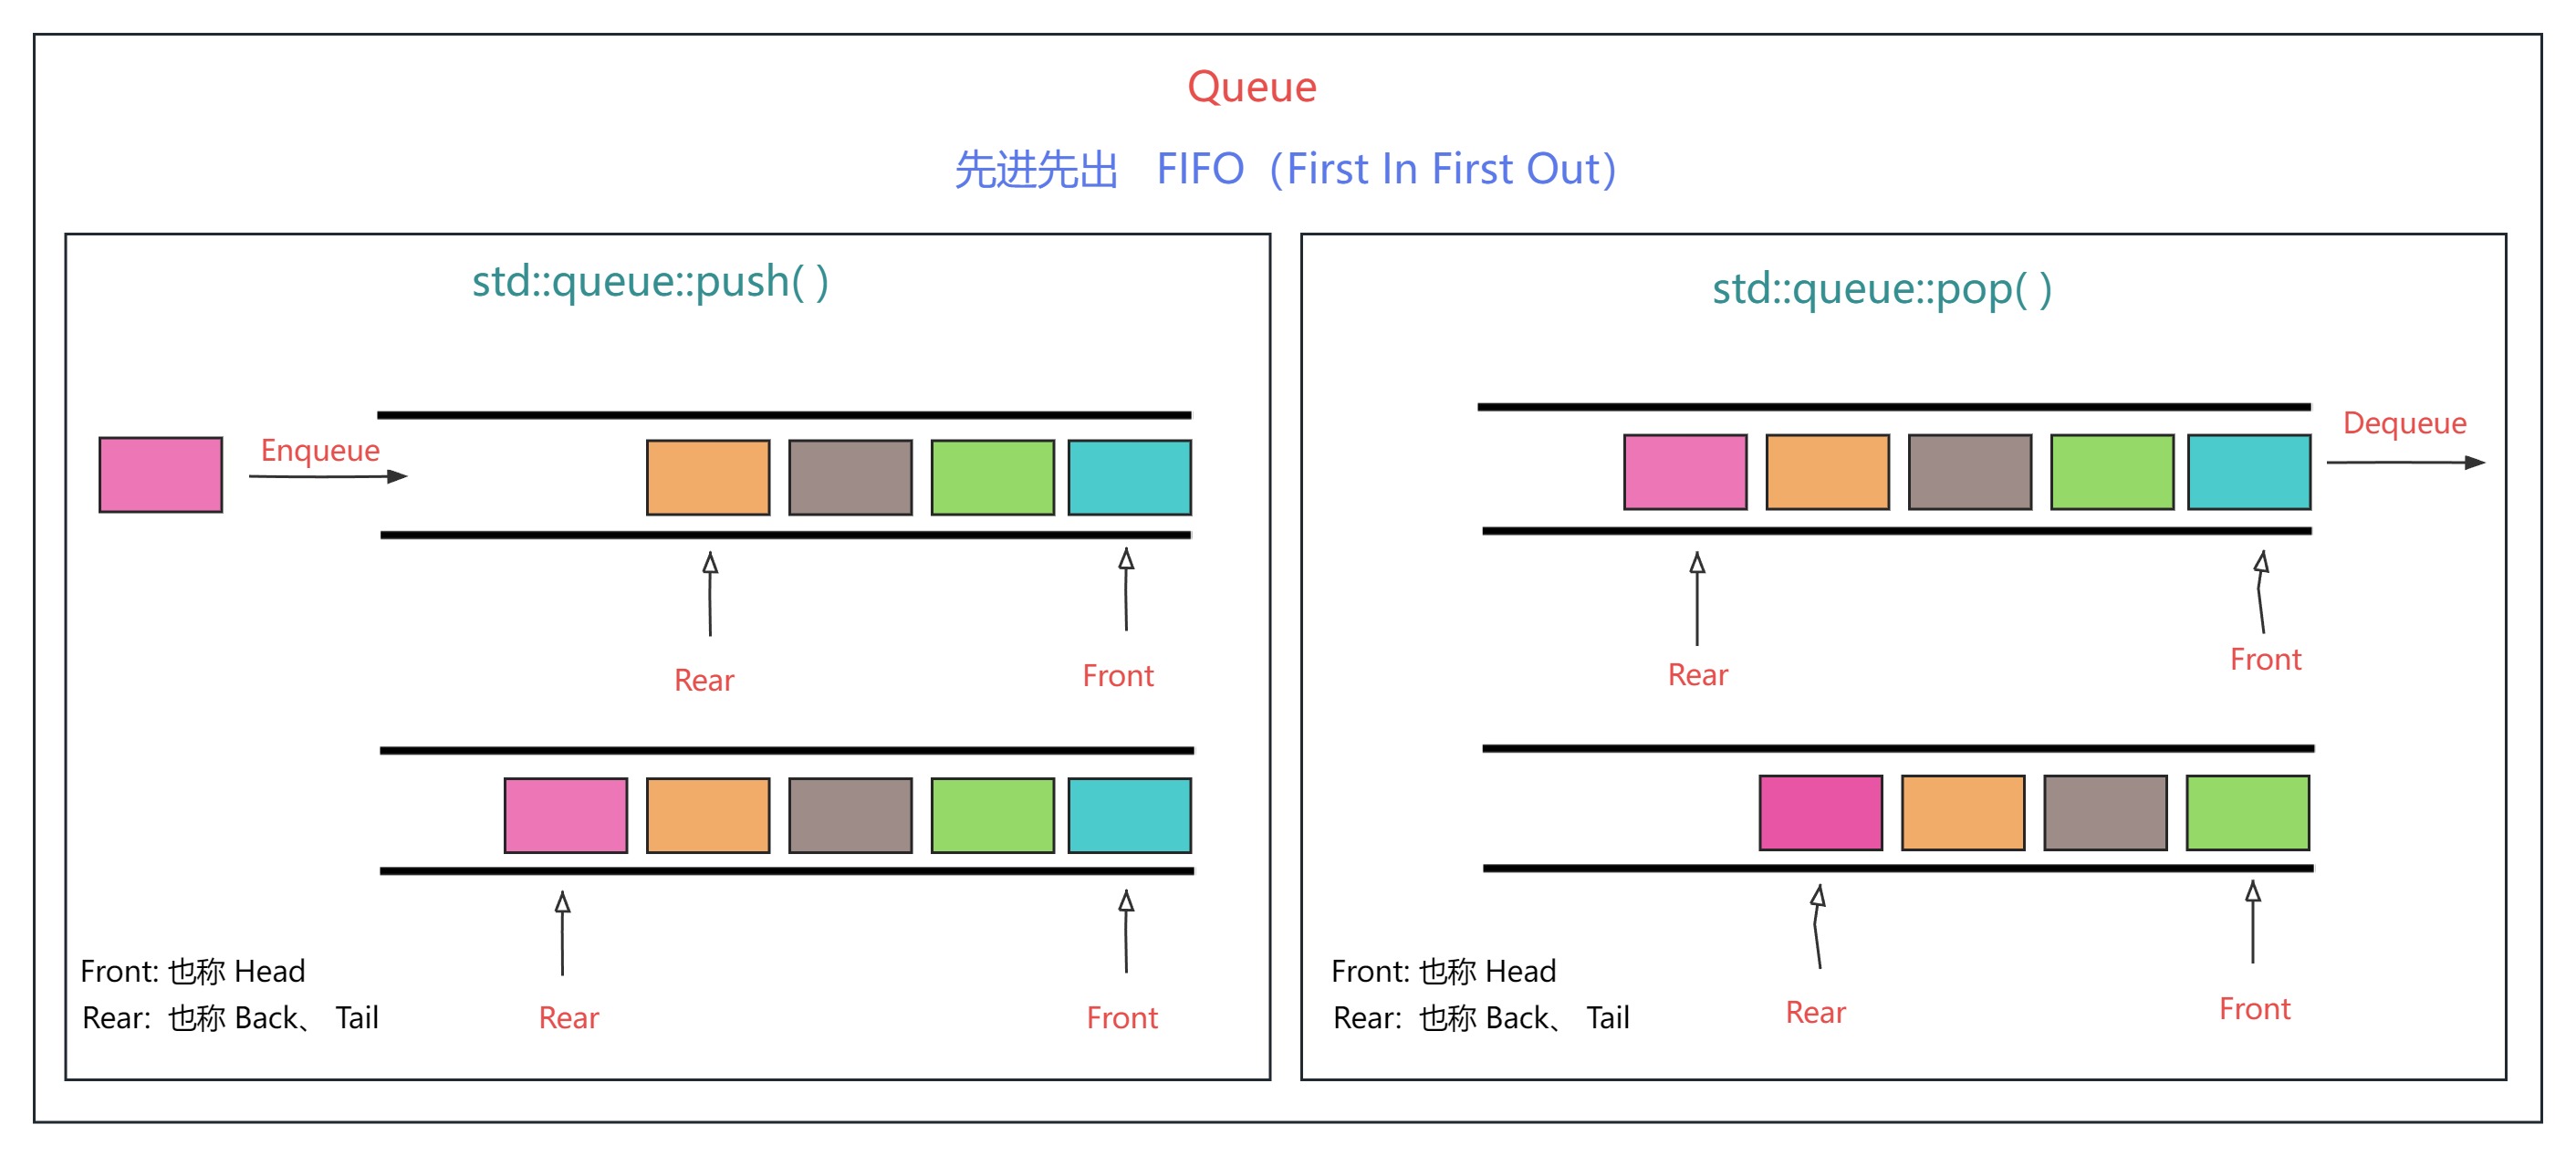 Queue
先进先出 FIFO（First In First Out）
std::queue::push( )
Enqueue
Rear
Front
Rear
Front
Front: 也称 Head
Rear: 也称 Back、 Tail
std::queue::pop( )
Dequeue
Rear
Front
Rear
Front
Front: 也称 Head
Rear: 也称 Back、 Tail